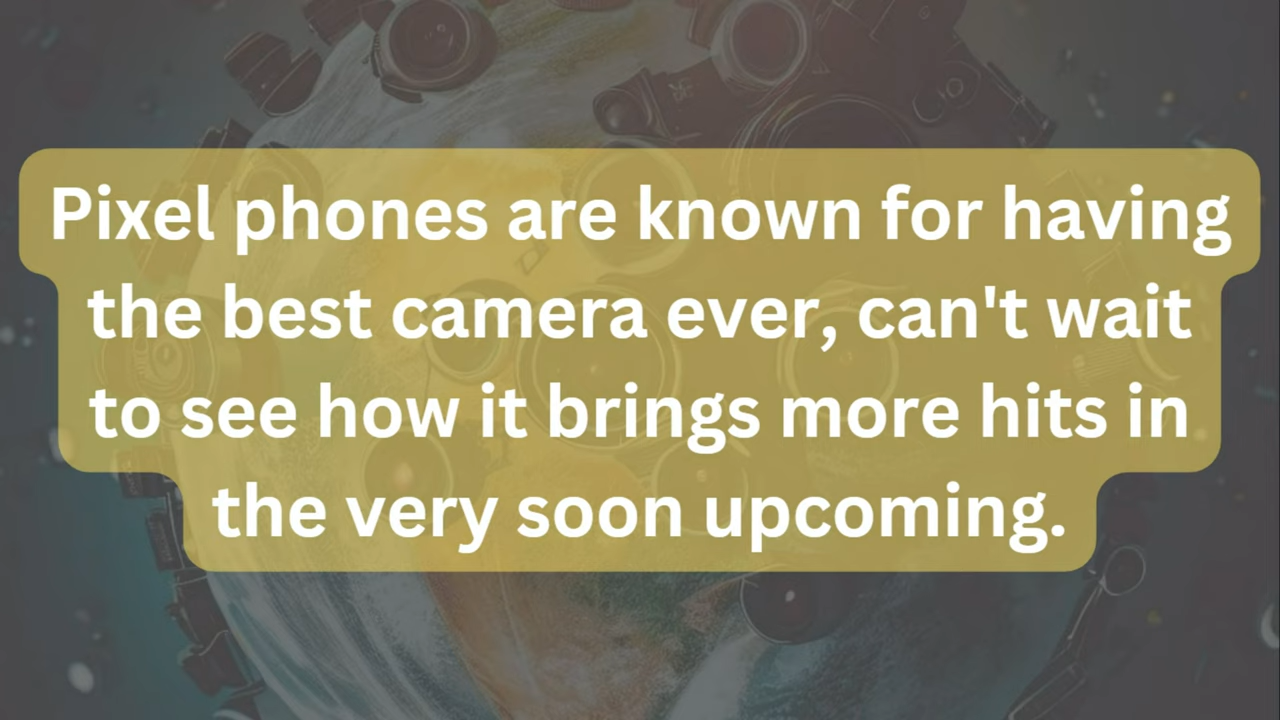 Pixel phones are known for having
the best camera ever, can't wait
to see how it brings more hits in
the very soon upcoming.